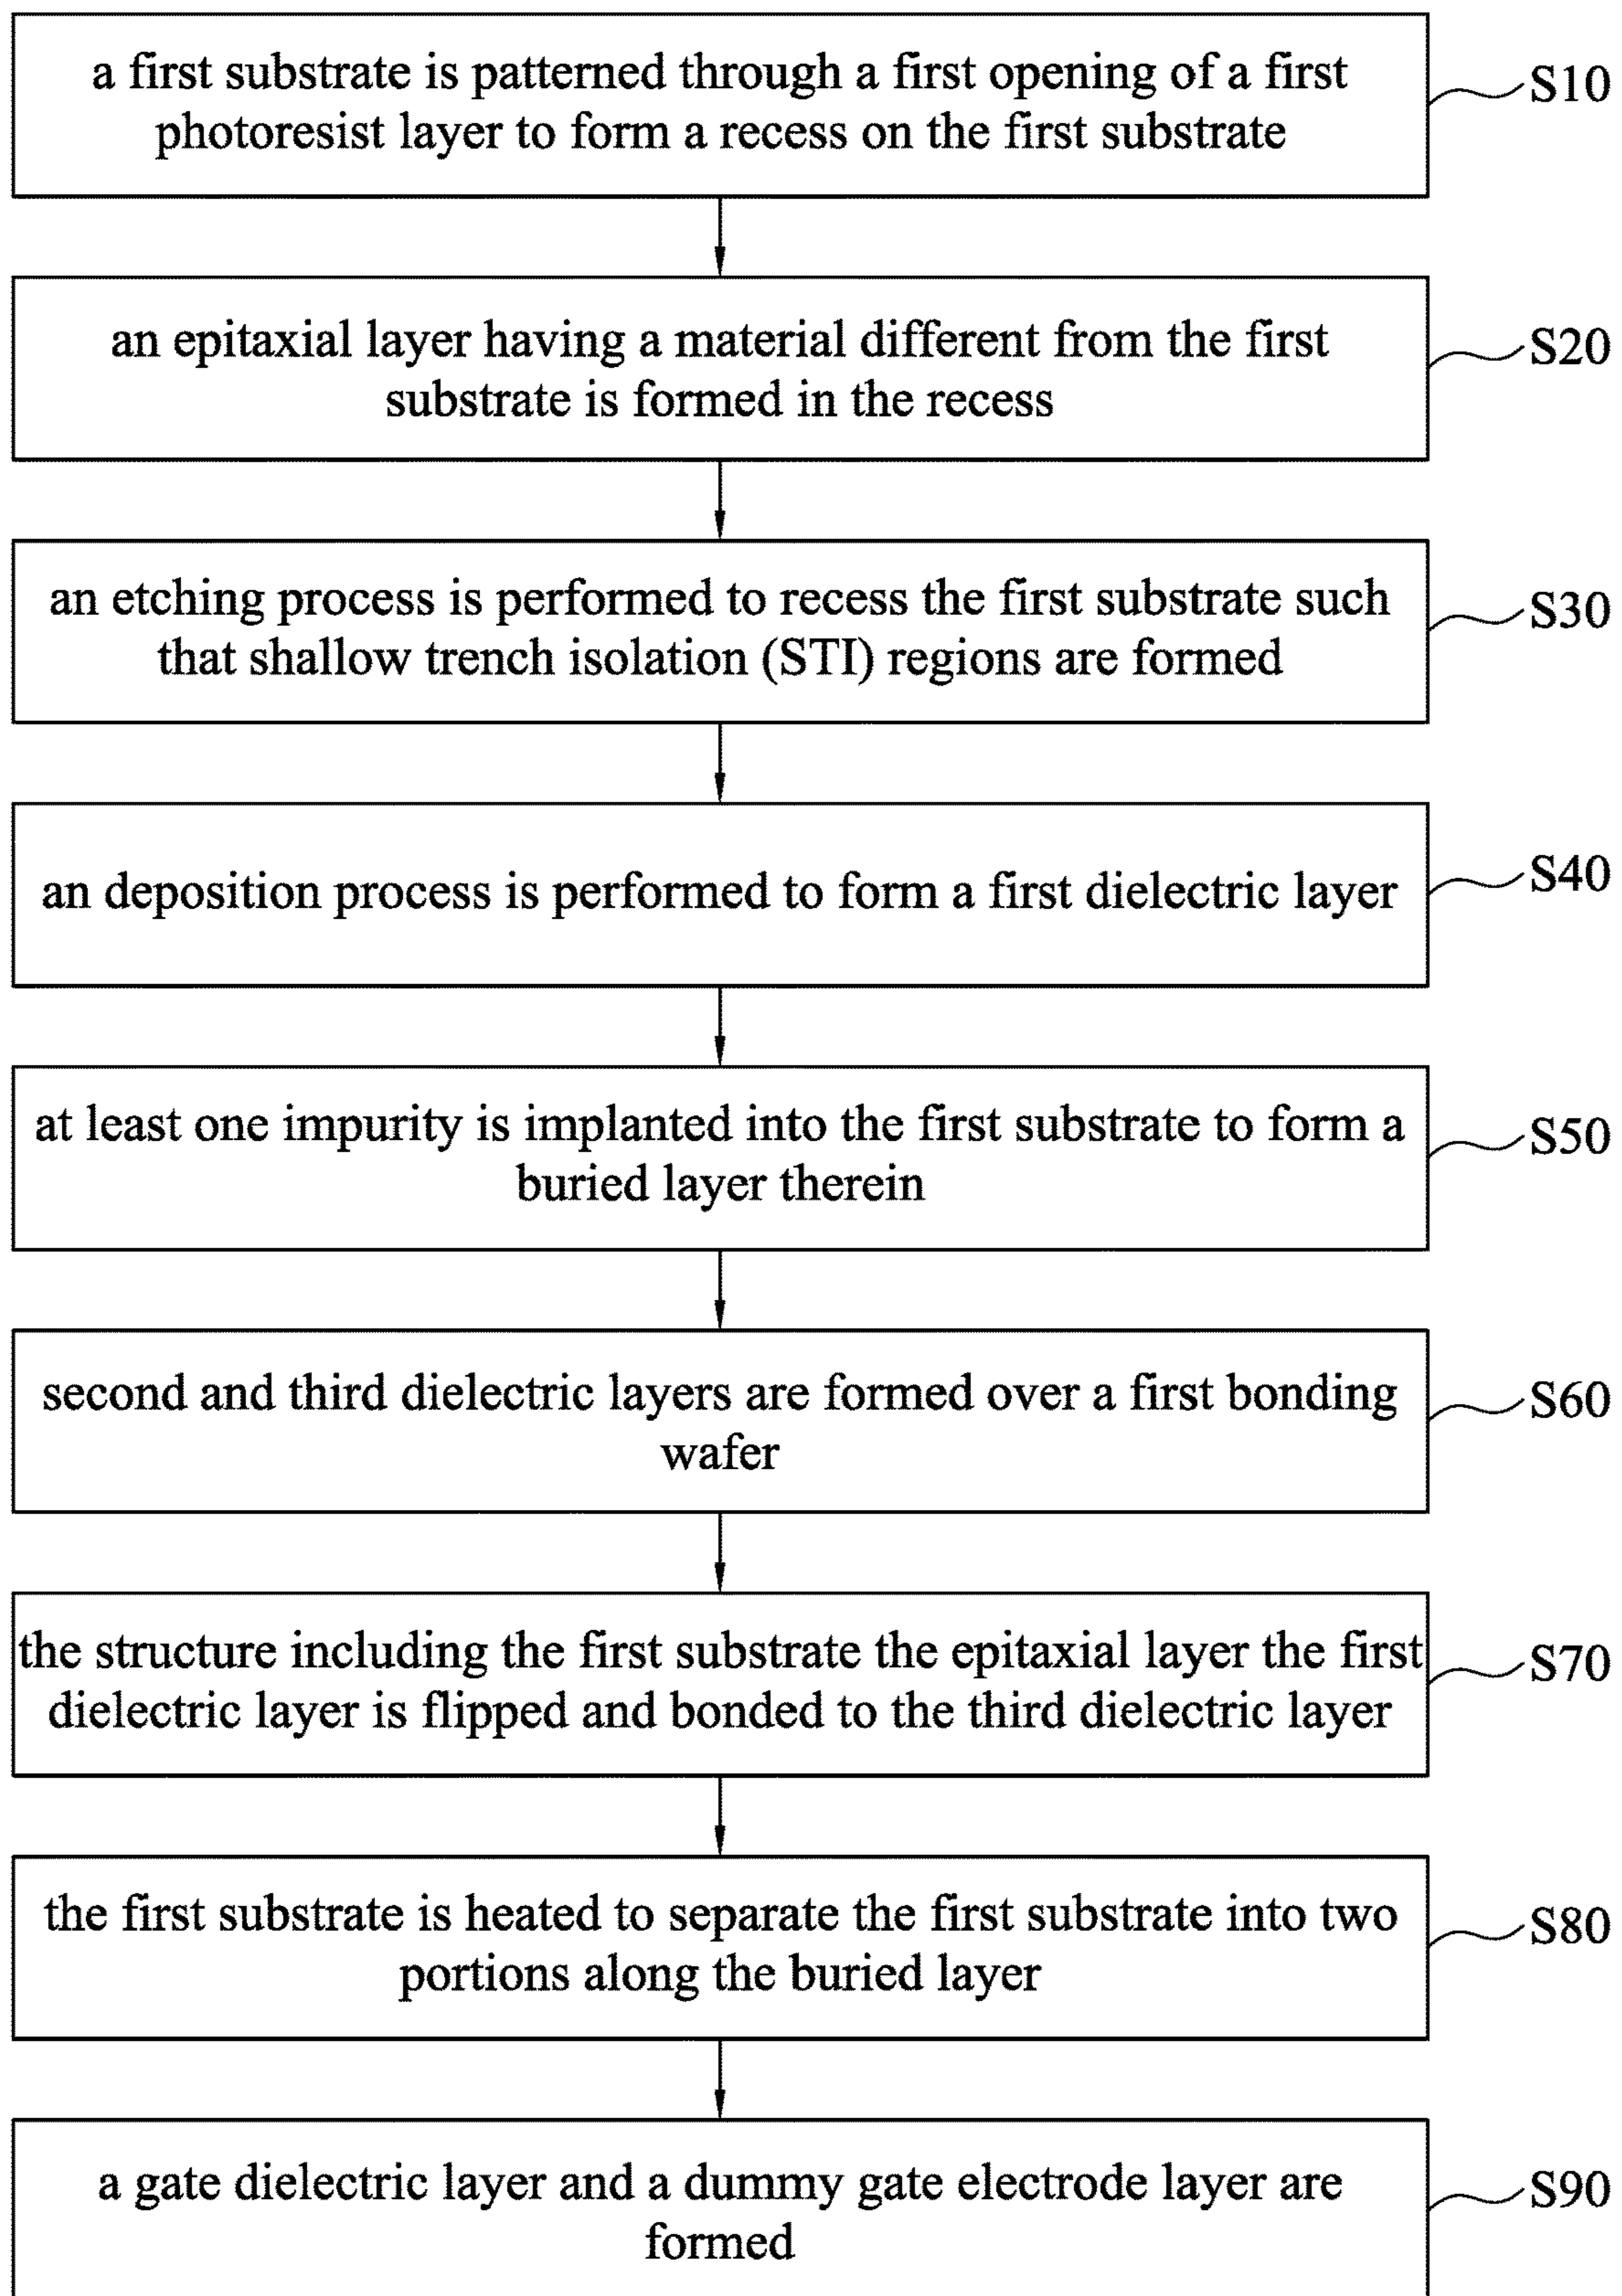 a first substrate is patterned through a first opening of a first
photoresist layer to form a recess on the first substrate
S10
an epitaxial layer having a material different from the first
substrate is formed in the recess
S20
an etching process is performed to recess the first substrate such
that shallow trench isolation (STI) regions are formed
S30
an deposition process is performed to form a first dielectric layer
S40
at least one impurity is implanted into the first substrate to form a
buried layer therein
S50
second and third dielectric layers are formed over a first bonding
wafer
S60
the structure including the first substrate the epitaxial layer the first
dielectric layer is flipped and bonded to the third dielectric layer
S70
the first substrate is heated to separate the first substrate into two
portions along the buried layer
S80
a gate dielectric layer and a dummy gate electrode layer are
formed
S90